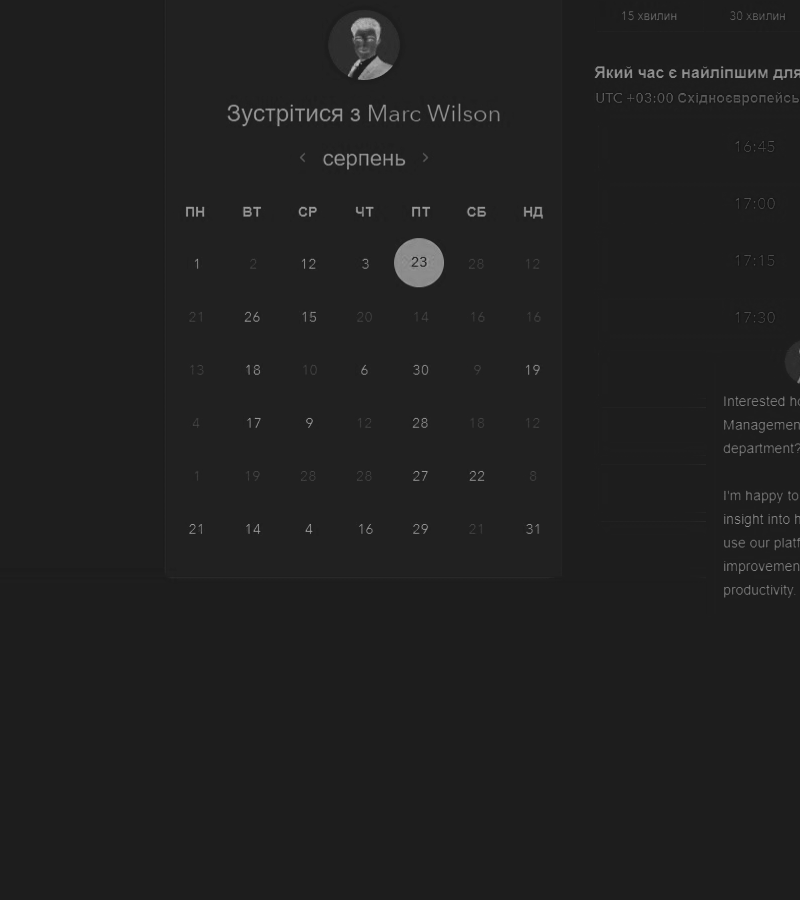 Зустрітися з Marc Wilson
серпень
ПН ВТ СР ЧТ ПТ СБ НД
1 2 12 3 23 28 12
21 26 15 20 14 16 16
13 18 10 6 30 9 19
4 17 9 12 28 18 12
1 19 28 28 27 22 8
21 14 4 16 29 21 31
15 хвилин 30 хвилин
Який час є найліпшим для
UTC +03:00 Східноєвропейсь
16:45
17:00
17:15
17:30
Interested ho
Managemen
department?
I'm happy to
insight into h
use our platf
improvemen
productivity.